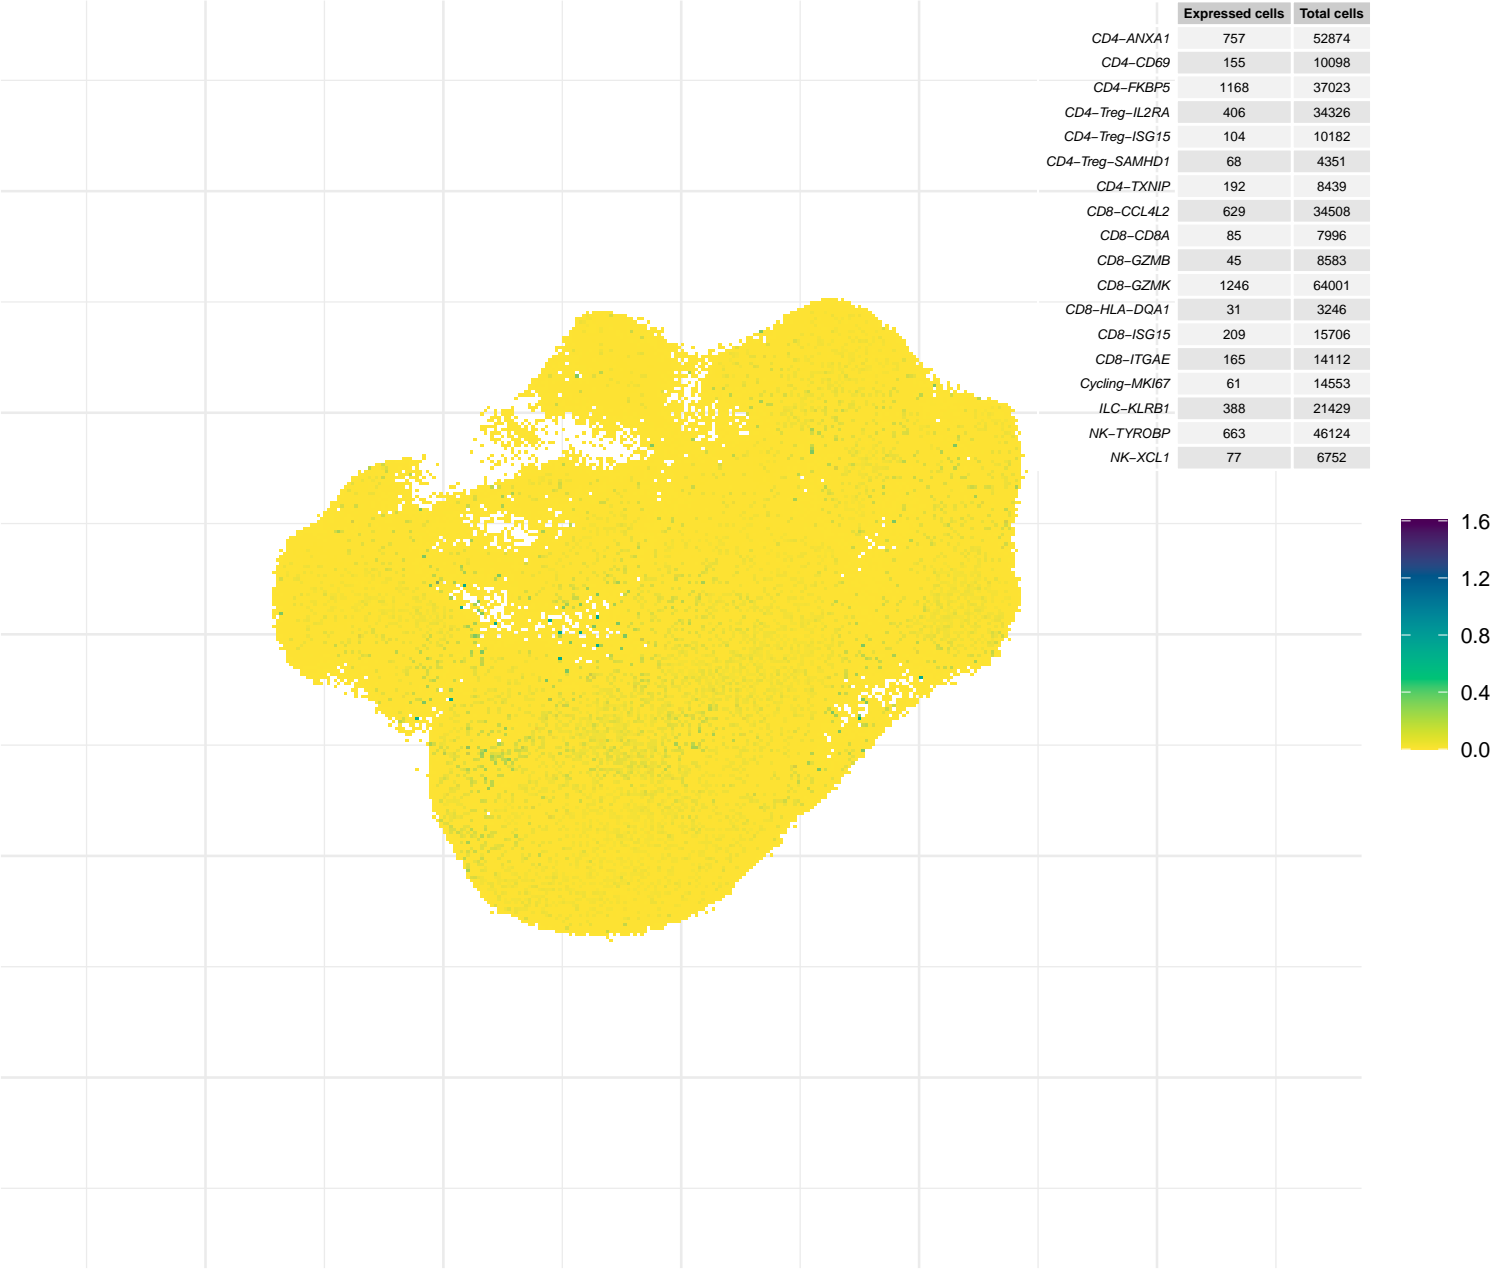 Expressed cells Total cells
CD4−ANXA1 757 52874
CD4−CD69 155 10098
CD4−FKBP5 1168 37023
CD4−Treg−IL2RA 406 34326
CD4−Treg−ISG15 104 10182
CD4−Treg−SAMHD1 68 4351
CD4−TXNIP 192 8439
CD8−CCL4L2 629 34508
CD8−CD8A 85 7996
CD8−GZMB 45 8583
CD8−GZMK 1246 64001
CD8−HLA−DQA1 31 3246
CD8−ISG15 209 15706
CD8−ITGAE 165 14112
Cycling−MKI67 61 14553
ILC−KLRB1 388 21429
NK−TYROBP 663 46124
NK−XCL1 77 6752
1.6
1.2
0.8
0.4
0.0